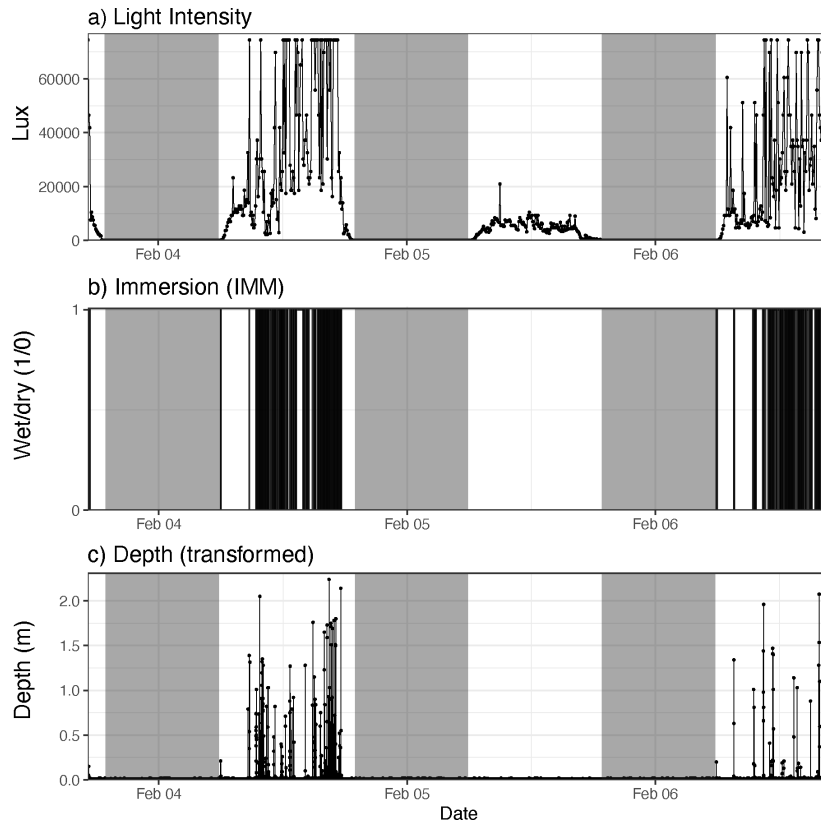 a) Light Intensity
60000
40000
20000
0
Lux
Feb 04
Feb 05
Feb 06
b) Immersion (IMM)
1
0
Wet/dry (1/0)
Feb 04
Feb 05
Feb 06
c) Depth (transformed)
2.0
1.5
1.0
0.5
0.0
Depth (m)
Feb 04
Feb 05
Feb 06
Date